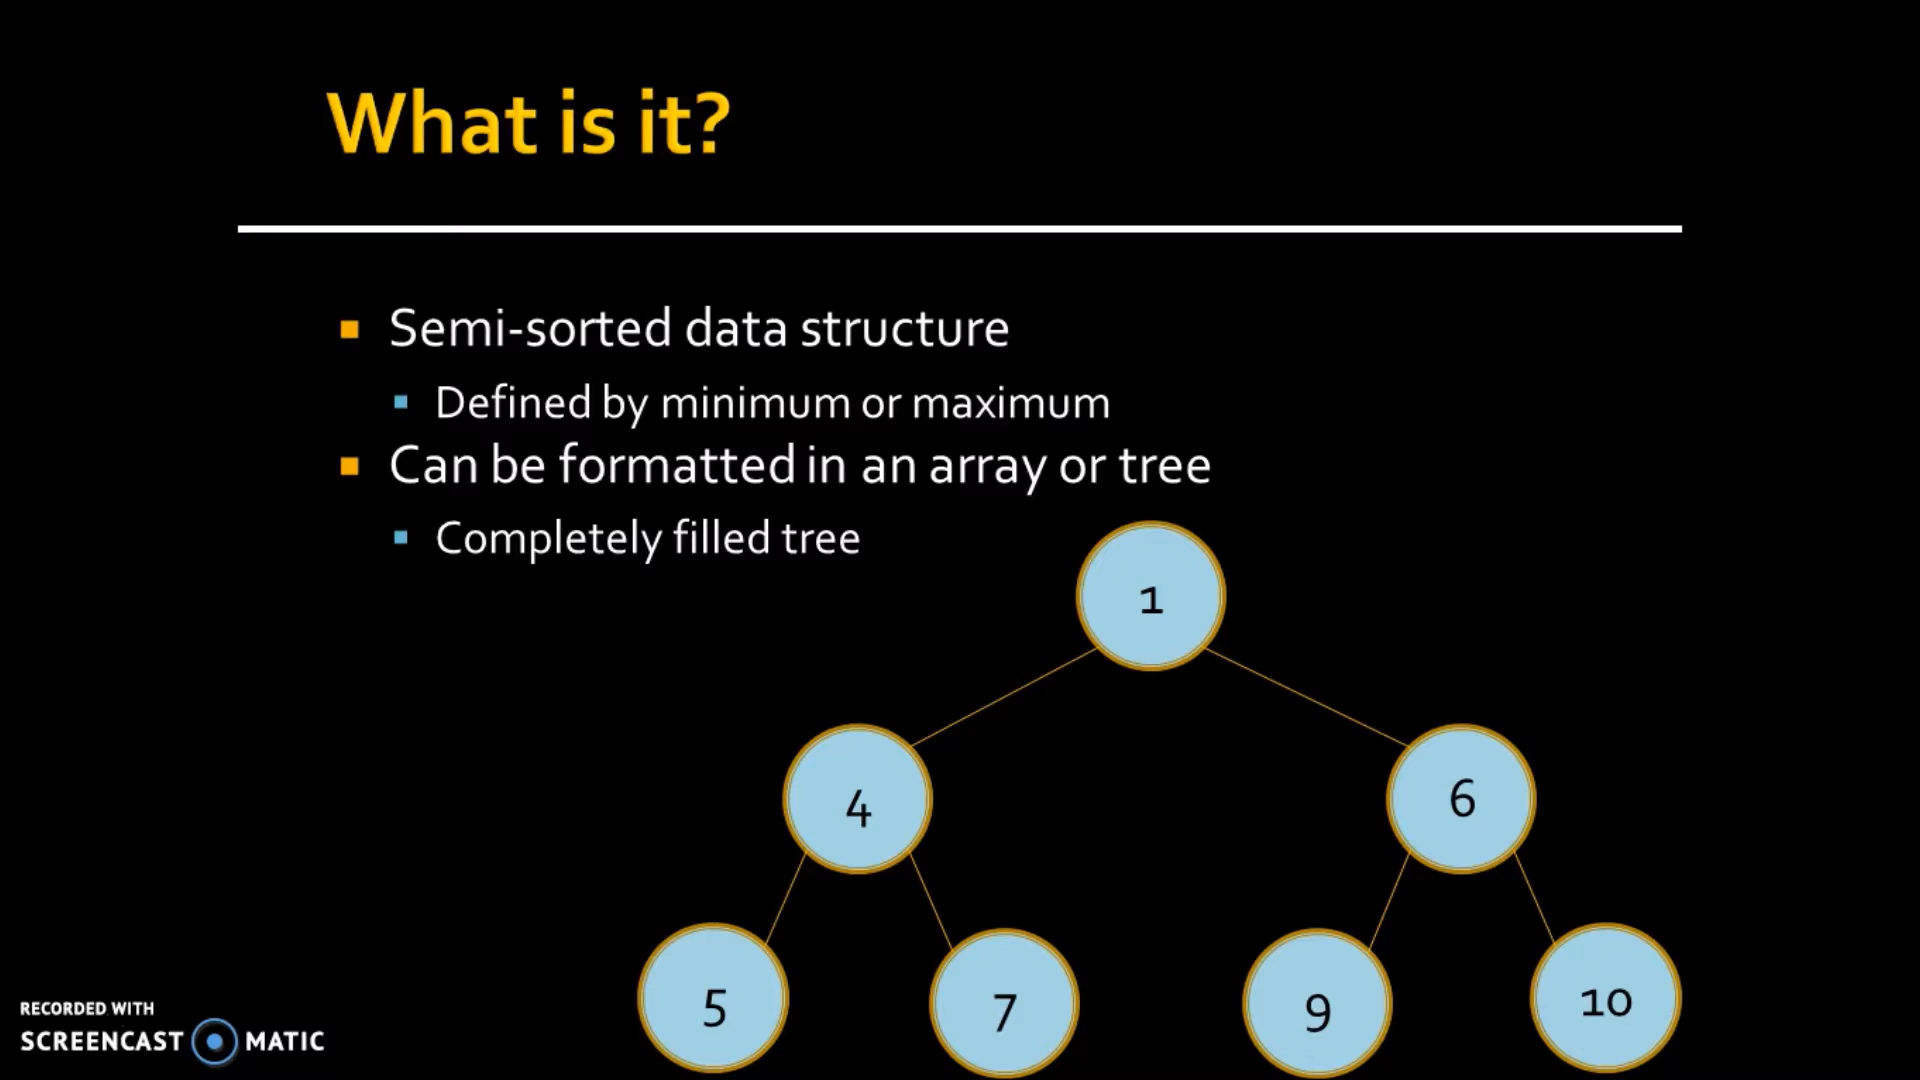 What is it?
Semi-sorted data structure
Defined by minimum or maximum
Can be formatted in an array or tree
Completely filled tree
1
4
6
5
7
9
10
RECORDED WITH
SCREENCAST MATIC